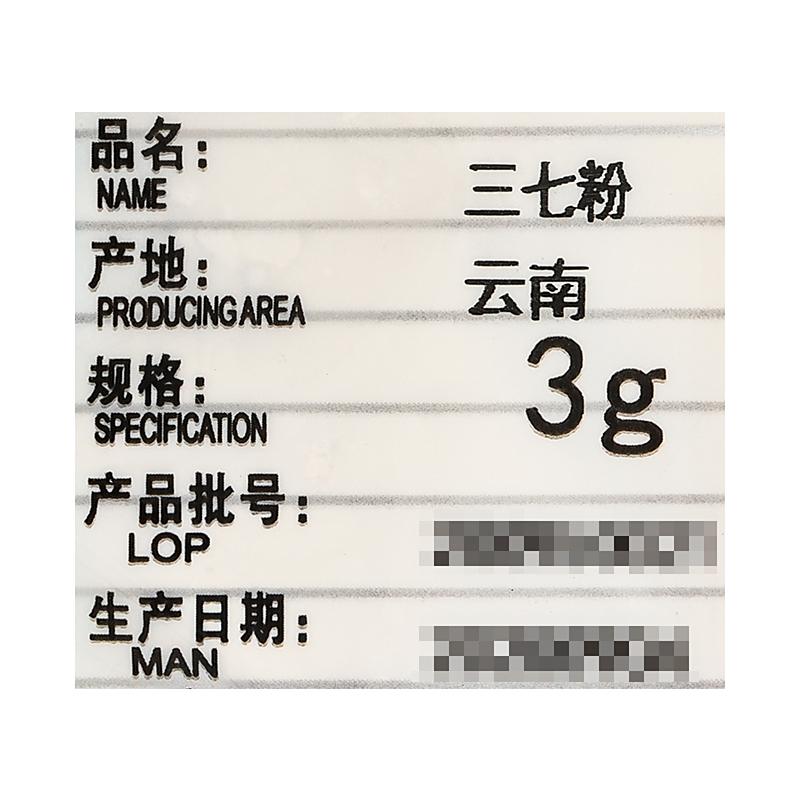 品名: 三七粉
NAME
产地: 云南
PRODUCINGAREA
规格: 3g
SPECIFICATION
产品批号:
LOP
生产日期:
MAN